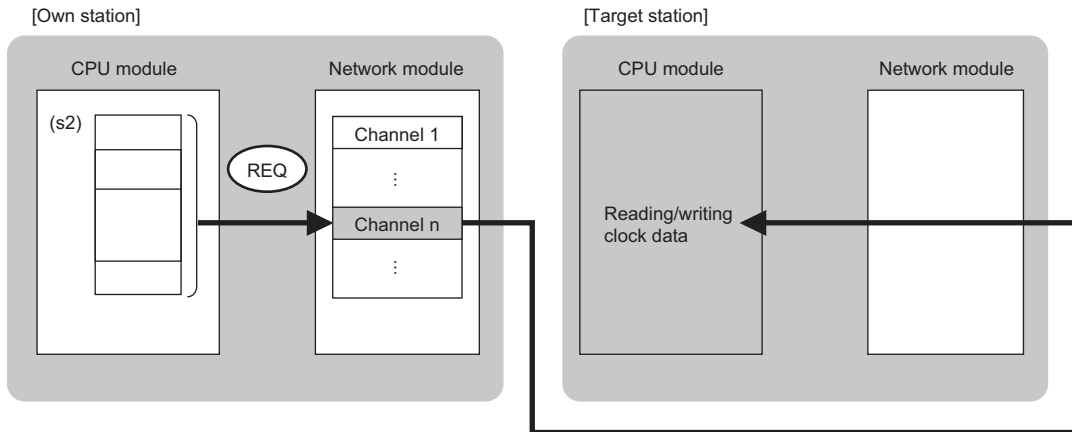 [Own station]
[Target station]
CPU module
Network module
CPU module
Network module
(s2)
Channel 1
REQ
⋮
Channel n
Reading/writing
clock data
⋮